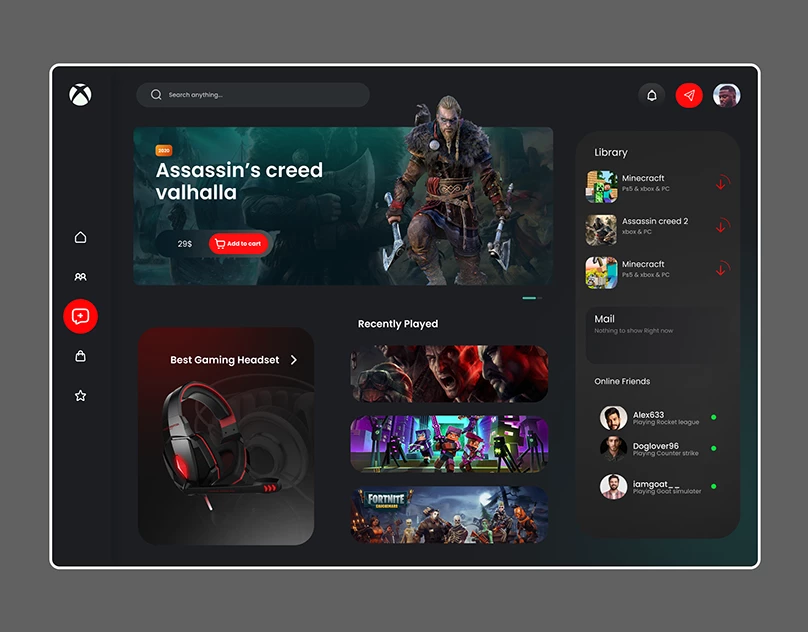 Search anything...
2020
Assassin's creed
valhalla
29$
Add to cart
Library
Minecracft
Ps5 & xbox & PC
Assassin creed 2
xbox & PC
Minecracft
Ps5 & xbox & PC
Recently Played
Mail
Nothing to show Right now
Best Gaming Headset
Online Friends
Alex633
Playing Rocket league
Doglover96
Playing Counter strike
iamgoat__
Playing Goat simulater
FORTNITE